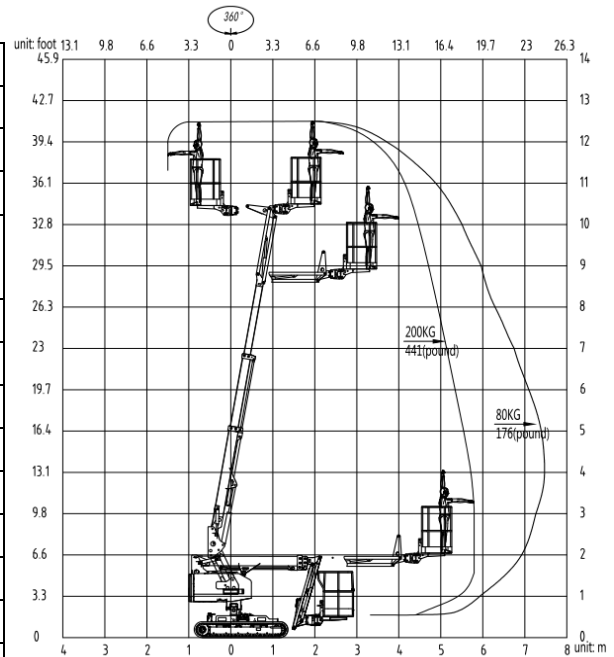 360°
unit: foot 13.1 9.8 6.6 3.3 0 3.3 6.6 9.8 13.1 16.4 19.7 23 26.3
45.9 14
42.7 13
39.4 12
36.1 11
32.8 10
29.5 9
26.3 8
23 7
19.7 6
16.4 5
13.1 4
9.8 3
6.6 2
3.3 1
0 0
200KG
441(pound)
80KG
176(pound)
4 3 2 1 0 1 2 3 4 5 6 7 8 unit: m